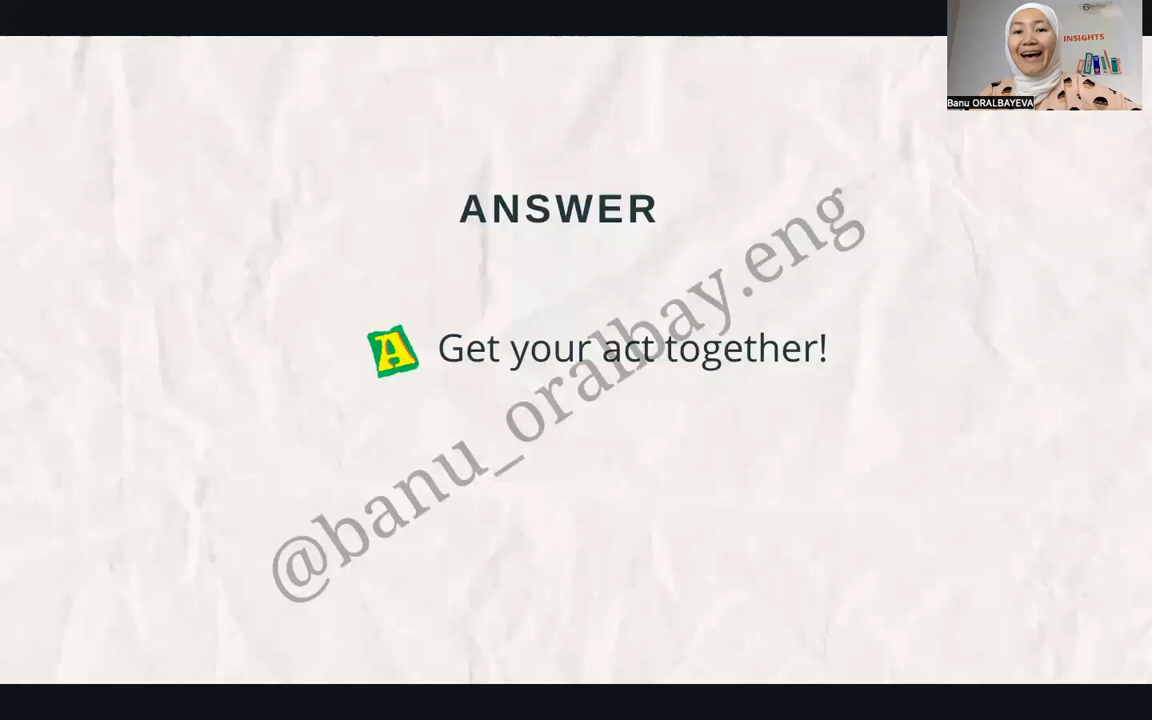 INSIGHTS
Banu ORALBAYEVA
ANSWER
A Get your act together!
@banu_oralbay.eng